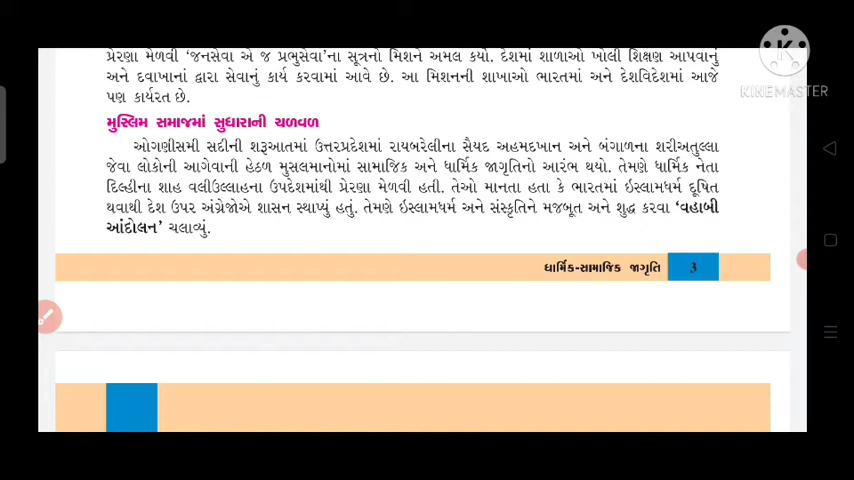 પ્રેરણા મેળવી ‘જનસેવા એ જ પ્રભુસેવા’ના સૂત્રનો મિશને અમલ કર્યો. દેશમાં શાળાઓ ખોલી શિક્ષણ આપવાનું
અને દવાખાનાં દ્વારા સેવાનું કાર્ય કરવામાં આવે છે. આ મિશનની શાખાઓ ભારતમાં અને દેશવિદેશમાં આજે
પણ કાર્યરત છે.
KINEMASTER
મુસ્લિમ સમાજમાં સુધારાની ચળવળ
ઓગણીસમી સદીની શરૂઆતમાં ઉત્તરપ્રદેશમાં રાયબરેલીના સૈયદ અહમદખાન અને બંગાળના શરીઅતુલ્લા
જેવા લોકોની આગેવાની હેઠળ મુસલમાનોમાં સામાજિક અને ધાર્મિક જાગૃતિનો આરંભ થયો. તેમણે ધાર્મિક નેતા
દિલ્હીના શાહ વલીઉલ્લાહના ઉપદેશમાંથી પ્રેરણા મેળવી હતી. તેઓ માનતા હતા કે ભારતમાં ઇસ્લામધર્મ દૂષિત
થવાથી દેશ ઉપર અંગ્રેજોએ શાસન સ્થાપ્યું હતું. તેમણે ઇસ્લામધર્મ અને સંસ્કૃતિને મજબૂત અને શુદ્ધ કરવા ‘વહાબી
આંદોલન’ ચલાવ્યું.
ધાર્મિક-સામાજિક જાગૃતિ 3